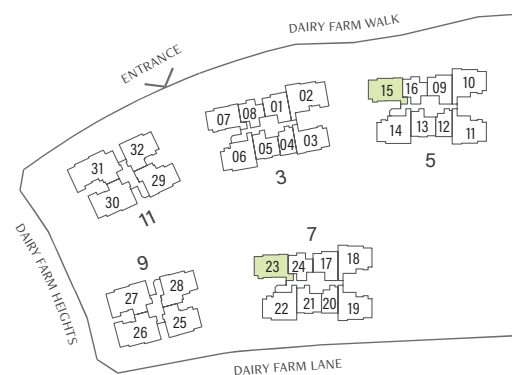 DAIRY FARM WALK
ENTRANCE
15 16 09 10
14 13 12 11
5
07 08 01 02
06 05 04 03
3
31 32
30 29
11
DAIRY FARM HEIGHTS
9
27 28
26 25
7
23 24 17 18
22 21 20 19
DAIRY FARM LANE